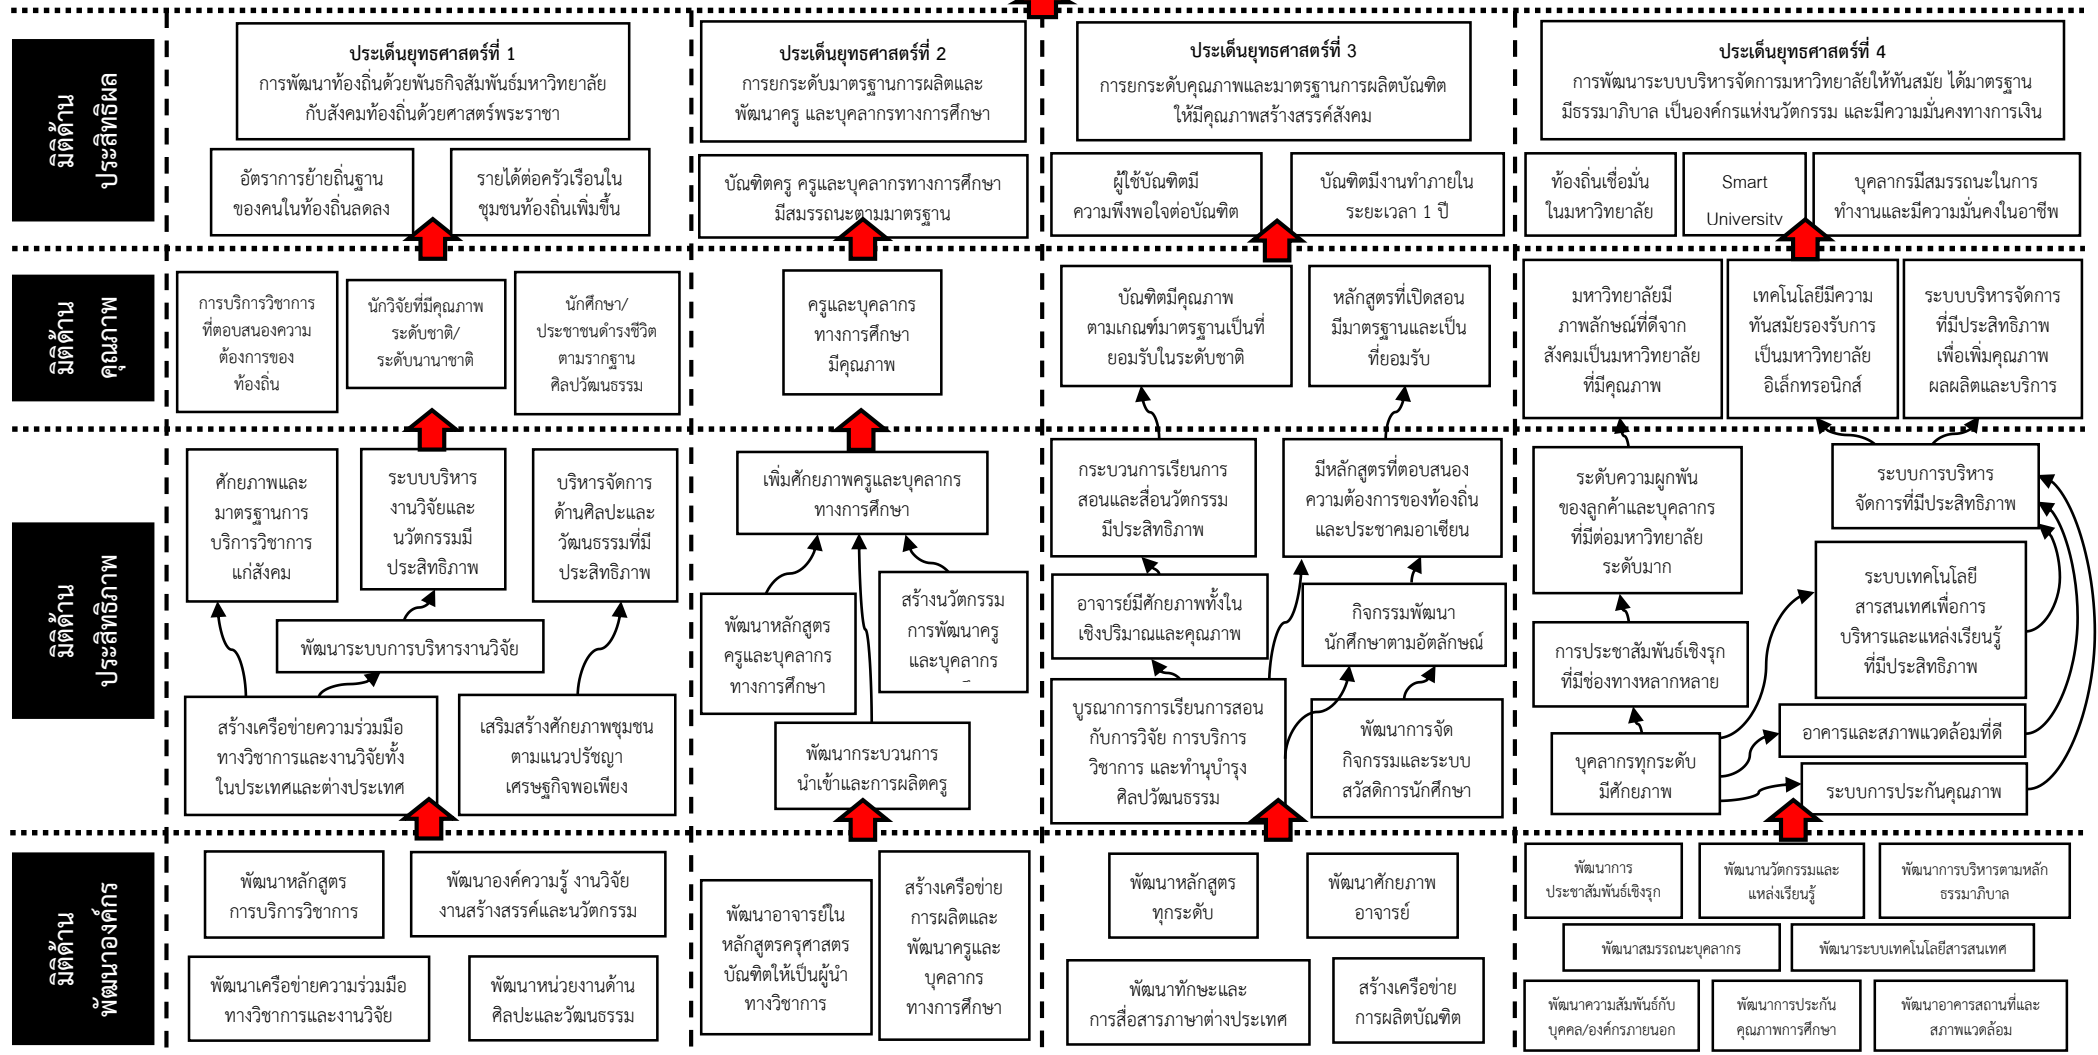 มิติด้าน
ประสิทธิผล
ประเด็นยุทธศาสตร์ที่ 1
การพัฒนาท้องถิ่นด้วยพันธกิจสัมพันธ์มหาวิทยาลัย
กับสังคมท้องถิ่นด้วยศาสตร์พระราชา
ประเด็นยุทธศาสตร์ที่ 2
การยกระดับมาตรฐานการผลิตและ
พัฒนาครู และบุคลากรทางการศึกษา
ประเด็นยุทธศาสตร์ที่ 3
การยกระดับคุณภาพและมาตรฐานการผลิตบัณฑิต
ให้มีคุณภาพสร้างสรรค์สังคม
ประเด็นยุทธศาสตร์ที่ 4
การพัฒนาระบบบริหารจัดการมหาวิทยาลัยให้ทันสมัย ได้มาตรฐาน
มีธรรมาภิบาล เป็นองค์กรแห่งนวัตกรรม และมีความมั่นคงทางการเงิน
อัตราการย้ายถิ่นฐาน
ของคนในท้องถิ่นลดลง
รายได้ต่อครัวเรือนใน
ชุมชนท้องถิ่นเพิ่มขึ้น
บัณฑิตครู ครูและบุคลากรทางการศึกษา
มีสมรรถนะตามมาตรฐาน
ผู้ใช้บัณฑิตมี
ความพึงพอใจต่อบัณฑิต
บัณฑิตมีงานทำภายใน
ระยะเวลา 1 ปี
ท้องถิ่นเชื่อมั่น
ในมหาวิทยาลัย
Smart
University
บุคลากรมีสมรรถนะในการ
ทำงานและมีความมั่นคงในอาชีพ
มิติด้าน
คุณภาพ
การบริการวิชาการ
ที่ตอบสนองความ
ต้องการของ
ท้องถิ่น
นักวิจัยที่มีคุณภาพ
ระดับชาติ/
ระดับนานาชาติ
นักศึกษา/
ประชาชนดำรงชีวิต
ตามรากฐาน
ศิลปวัฒนธรรม
ครูและบุคลากร
ทางการศึกษา
มีคุณภาพ
บัณฑิตมีคุณภาพ
ตามเกณฑ์มาตรฐานเป็นที่
ยอมรับในระดับชาติ
หลักสูตรที่เปิดสอน
มีมาตรฐานและเป็น
ที่ยอมรับ
มหาวิทยาลัยมี
ภาพลักษณ์ที่ดีจาก
สังคมเป็นมหาวิทยาลัย
ที่มีคุณภาพ
เทคโนโลยีมีความ
ทันสมัยรองรับการ
เป็นมหาวิทยาลัย
อิเล็กทรอนิกส์
ระบบบริหารจัดการ
ที่มีประสิทธิภาพ
เพื่อเพิ่มคุณภาพ
ผลผลิตและบริการ
มิติด้าน
ประสิทธิภาพ
ศักยภาพและ
มาตรฐานการ
บริการวิชาการ
แก่สังคม
ระบบบริหาร
งานวิจัยและ
นวัตกรรมมี
ประสิทธิภาพ
บริหารจัดการ
ด้านศิลปะและ
วัฒนธรรมที่มี
ประสิทธิภาพ
พัฒนาระบบการบริหารงานวิจัย
สร้างเครือข่ายความร่วมมือ
ทางวิชาการและงานวิจัยทั้ง
ในประเทศและต่างประเทศ
เสริมสร้างศักยภาพชุมชน
ตามแนวปรัชญา
เศรษฐกิจพอเพียง
เพิ่มศักยภาพครูและบุคลากร
ทางการศึกษา
พัฒนาหลักสูตร
ครูและบุคลากร
ทางการศึกษา
สร้างนวัตกรรม
การพัฒนาครู
และบุคลากร
พัฒนากระบวนการ
นำเข้าและการผลิตครู
กระบวนการเรียนการ
สอนและสื่อนวัตกรรม
มีประสิทธิภาพ
มีหลักสูตรที่ตอบสนอง
ความต้องการของท้องถิ่น
และประชาคมอาเซียน
อาจารย์มีศักยภาพทั้งใน
เชิงปริมาณและคุณภาพ
กิจกรรมพัฒนา
นักศึกษาตามอัตลักษณ์
บูรณาการการเรียนการสอน
กับการวิจัย การบริการ
วิชาการ และทำนุบำรุง
ศิลปวัฒนธรรม
พัฒนาการจัด
กิจกรรมและระบบ
สวัสดิการนักศึกษา
ระดับความผูกพัน
ของลูกค้าและบุคลากร
ที่มีต่อมหาวิทยาลัย
ระดับมาก
การประชาสัมพันธ์เชิงรุก
ที่มีช่องทางหลากหลาย
บุคลากรทุกระดับ
มีศักยภาพ
ระบบการบริหาร
จัดการที่มีประสิทธิภาพ
ระบบเทคโนโลยี
สารสนเทศเพื่อการ
บริหารและแหล่งเรียนรู้
ที่มีประสิทธิภาพ
อาคารและสภาพแวดล้อมที่ดี
ระบบการประกันคุณภาพ
มิติด้าน
พัฒนาองค์กร
พัฒนาหลักสูตร
การบริการวิชาการ
พัฒนาองค์ความรู้ งานวิจัย
งานสร้างสรรค์และนวัตกรรม
พัฒนาเครือข่ายความร่วมมือ
ทางวิชาการและงานวิจัย
พัฒนาหน่วยงานด้าน
ศิลปะและวัฒนธรรม
พัฒนาอาจารย์ใน
หลักสูตรครุศาสตร
บัณฑิตให้เป็นผู้นำ
ทางวิชาการ
สร้างเครือข่าย
การผลิตและ
พัฒนาครูและ
บุคลากร
ทางการศึกษา
พัฒนาหลักสูตร
ทุกระดับ
พัฒนาศักยภาพ
อาจารย์
พัฒนาทักษะและ
การสื่อสารภาษาต่างประเทศ
สร้างเครือข่าย
การผลิตบัณฑิต
พัฒนาการ
ประชาสัมพันธ์เชิงรุก
พัฒนานวัตกรรมและ
แหล่งเรียนรู้
พัฒนาการบริหารตามหลัก
ธรรมาภิบาล
พัฒนาสมรรถนะบุคลากร
พัฒนาระบบเทคโนโลยีสารสนเทศ
พัฒนาความสัมพันธ์กับ
บุคคล/องค์กรภายนอก
พัฒนาการประกัน
คุณภาพการศึกษา
พัฒนาอาคารสถานที่และ
สภาพแวดล้อม